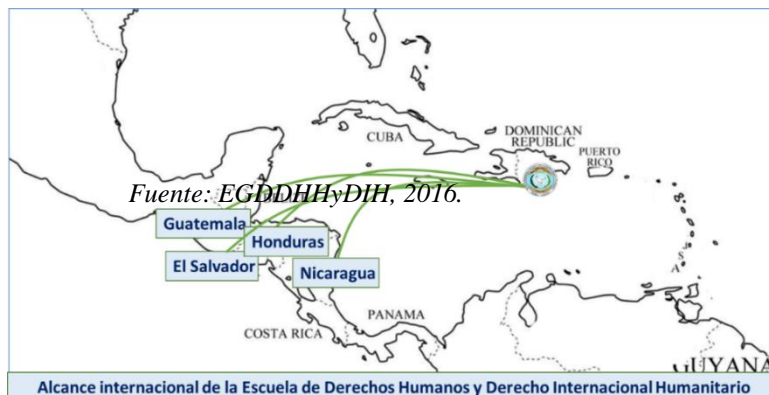 CUBA
DOMINICAN
REPUBLIC
PUERTO
RICO
Fuente: EGDDHHyDIH, 2016.
Guatemala
Honduras
El Salvador
Nicaragua
PANAMA
COSTA RICA
GUYANA
Alcance internacional de la Escuela de Derechos Humanos y Derecho Internacional Humanitario